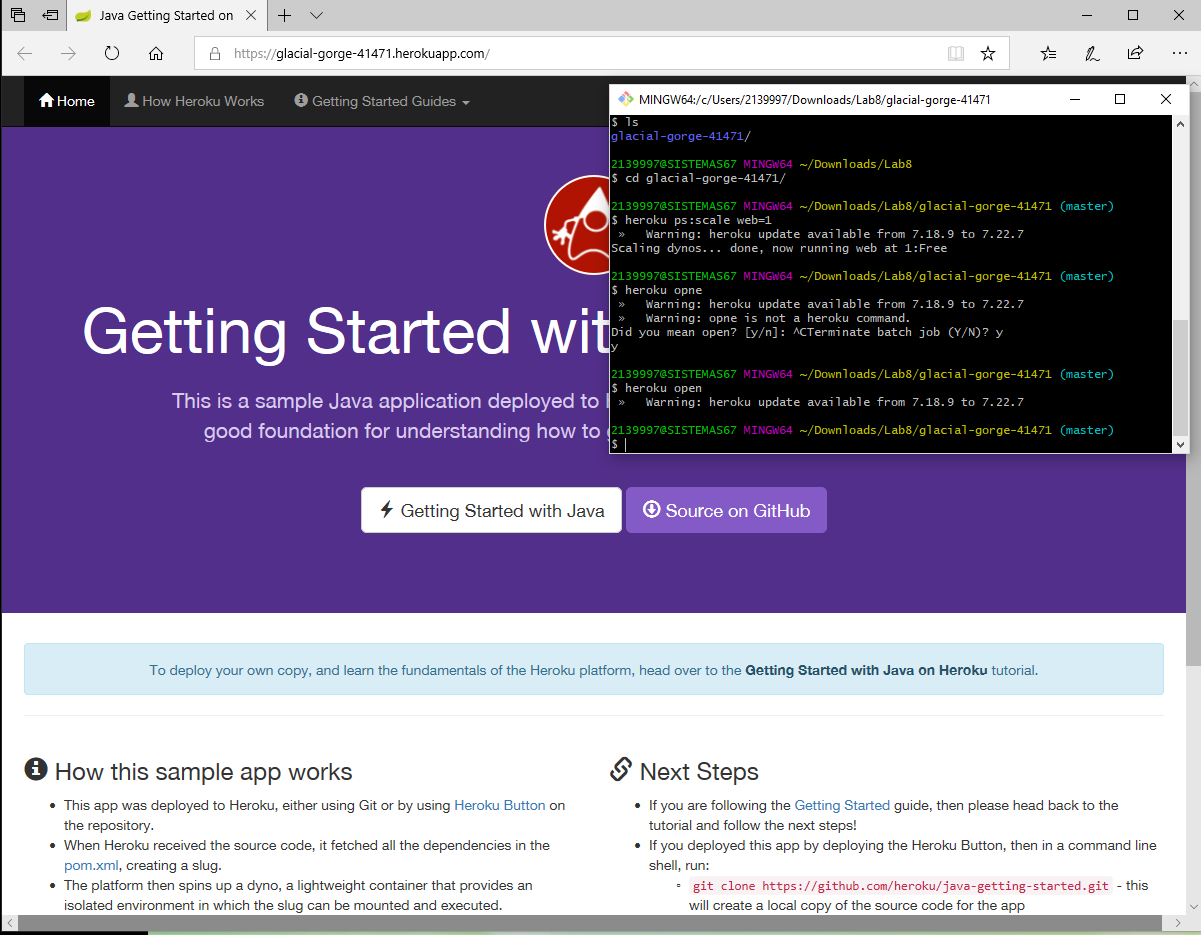 Java Getting Started on
https://glacial-gorge-41471.herokuapp.com/
Home
How Heroku Works
Getting Started Guides
MINGW64:/c/Users/2139997/Downloads/Lab8/glacial-gorge-41471
$ ls
glacial-gorge-41471/
2139997@SISTEMAS67 MINGW64 ~/Downloads/Lab8
$ cd glacial-gorge-41471/
2139997@SISTEMAS67 MINGW64 ~/Downloads/Lab8/glacial-gorge-41471 (master)
$ heroku ps:scale web=1
» Warning: heroku update available from 7.18.9 to 7.22.7
Scaling dynos... done, now running web at 1:Free
2139997@SISTEMAS67 MINGW64 ~/Downloads/Lab8/glacial-gorge-41471 (master)
$ heroku opne
» Warning: heroku update available from 7.18.9 to 7.22.7
» Warning: opne is not a heroku command.
Did you mean open? [y/n]: ^CTerminate batch job (Y/N)? y
y
2139997@SISTEMAS67 MINGW64 ~/Downloads/Lab8/glacial-gorge-41471 (master)
$ heroku open
» Warning: heroku update available from 7.18.9 to 7.22.7
2139997@SISTEMAS67 MINGW64 ~/Downloads/Lab8/glacial-gorge-41471 (master)
$
Getting Started wit
This is a sample Java application deployed to
good foundation for understanding how to
Getting Started with Java
Source on GitHub
To deploy your own copy, and learn the fundamentals of the Heroku platform, head over to the Getting Started with Java on Heroku tutorial.
How this sample app works
• This app was deployed to Heroku, either using Git or by using Heroku Button on
the repository.
• When Heroku received the source code, it fetched all the dependencies in the
pom.xml, creating a slug.
• The platform then spins up a dyno, a lightweight container that provides an
isolated environment in which the slug can be mounted and executed.
Next Steps
• If you are following the Getting Started guide, then please head back to the
tutorial and follow the next steps!
• If you deployed this app by deploying the Heroku Button, then in a command line
shell, run:
◦ git clone https://github.com/heroku/java-getting-started.git - this
will create a local copy of the source code for the app